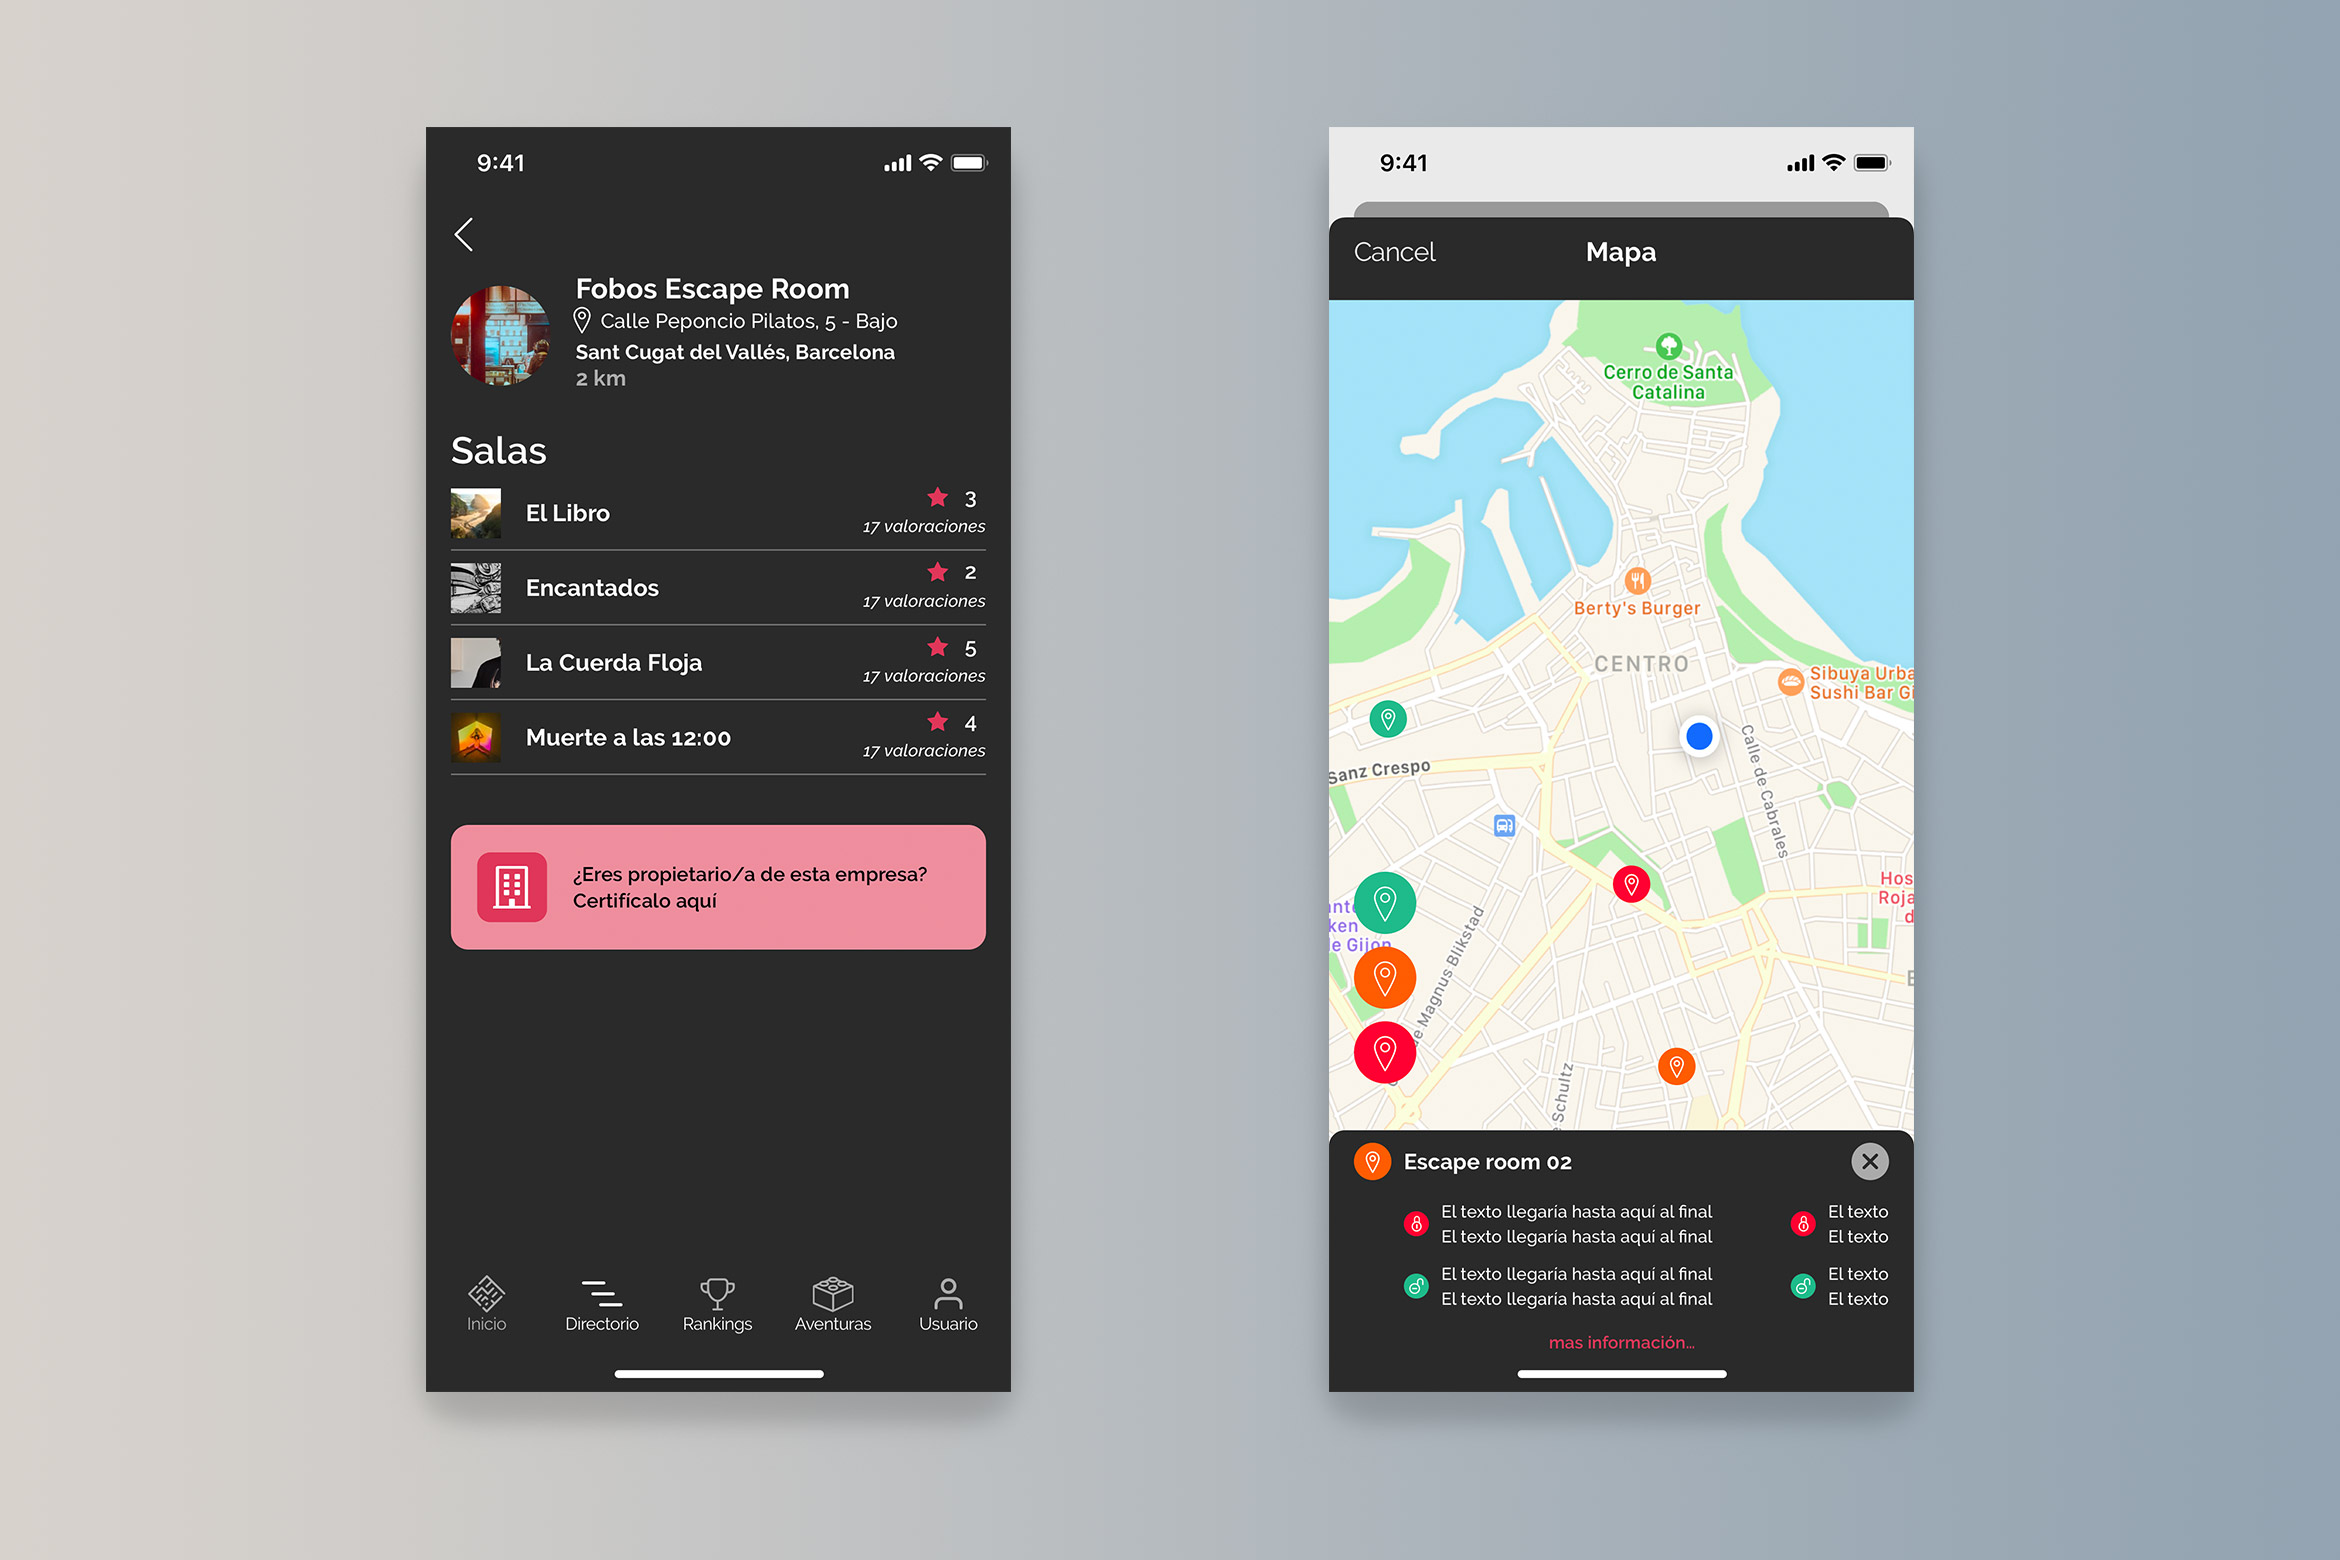 9:41
Fobos Escape Room
Calle Peponcio Pilatos, 5 - Bajo
Sant Cugat del Vallés, Barcelona
2 km
Salas
El Libro
3
17 valoraciones
Encantados
2
17 valoraciones
La Cuerda Floja
5
17 valoraciones
Muerte a las 12:00
4
17 valoraciones
¿Eres propietario/a de esta empresa?
Certifícalo aquí
Inicio
Directorio
Rankings
Aventuras
Usuario
9:41
Cancel
Mapa
Cerro de Santa
Catalina
Berty's Burger
CENTRO
Sibuya Urba
Sushi Bar Gi
Calle de Cabrales
Sanz Crespo
Hos
Roja
d
ante
ken
e Gijon
de Magnus Blikstad
e Schultz
Escape room 02
El texto llegaría hasta aquí al final
El texto llegaría hasta aquí al final
El texto
El texto
El texto llegaría hasta aquí al final
El texto llegaría hasta aquí al final
El texto
El texto
mas información...